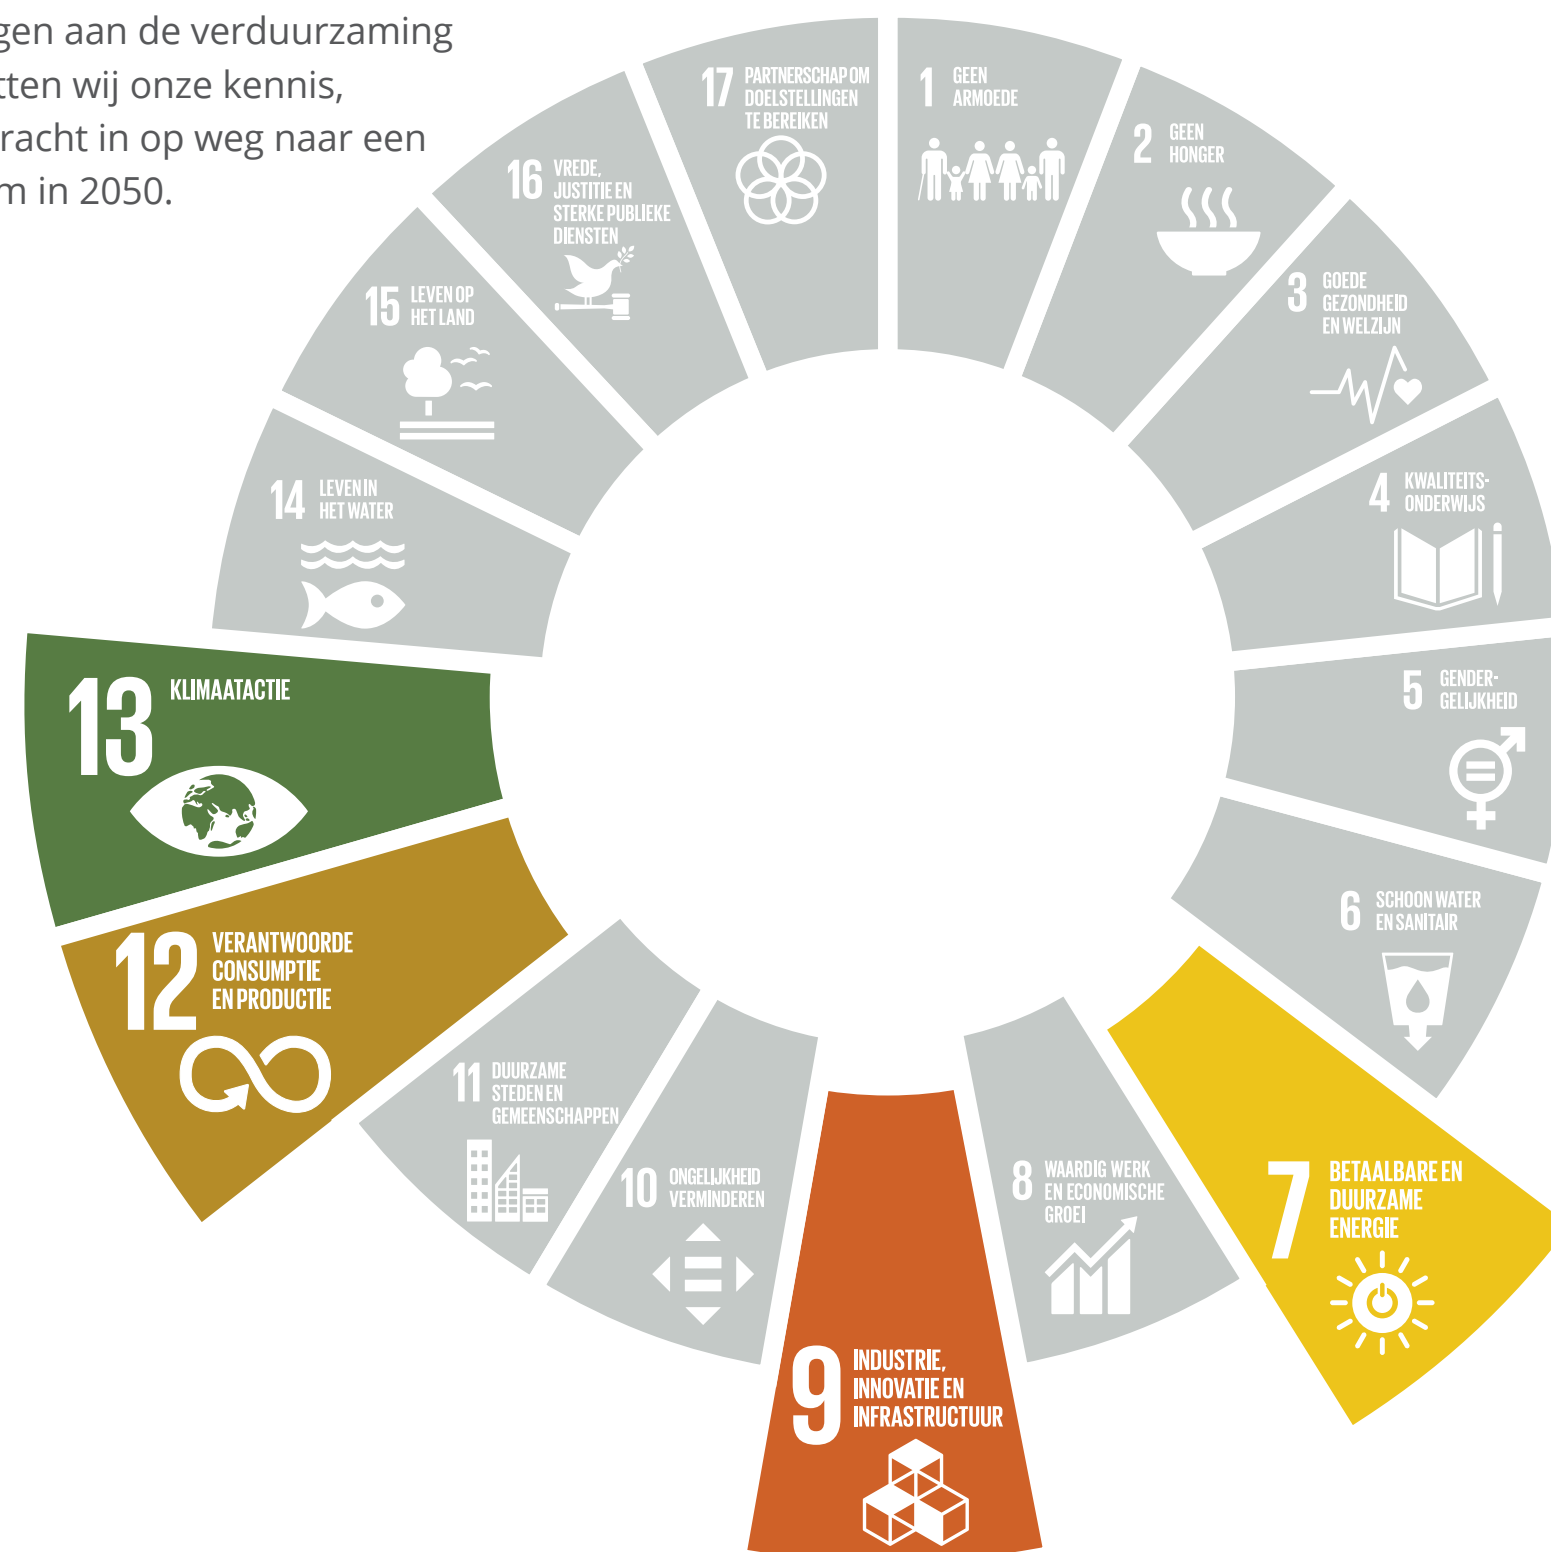 gen aan de verduurzaming
tten wij onze kennis,
racht in op weg naar een
m in 2050.
1 GEEN
ARMOEDE
2 GEEN
HONGER
3 GOEDE
GEZONDHEID
EN WELZIJN
4 KWALITEITS-
ONDERWIJS
5 GENDER-
GELIJKHEID
6 SCHOON WATER
EN SANITAIR
7 BETAALBARE EN
DUURZAME
ENERGIE
8 WAARDIG WERK
EN ECONOMISCHE
GROEI
9 INDUSTRIE,
INNOVATIE EN
INFRASTRUCTUUR
10 ONGELIJKHEID
VERMINDEREN
11 DUURZAME
STEDEN EN
GEMEENSCHAPPEN
12 VERANTWOORDE
CONSUMPTIE
EN PRODUCTIE
13 KLIMAATACTIE
14 LEVEN IN
HET WATER
15 LEVEN OP
HET LAND
16 VREDE,
JUSTITIE EN
STERKE PUBLIEKE
DIENSTEN
17 PARTNERSCHAP OM
DOELSTELLINGEN
TE BEREIKEN